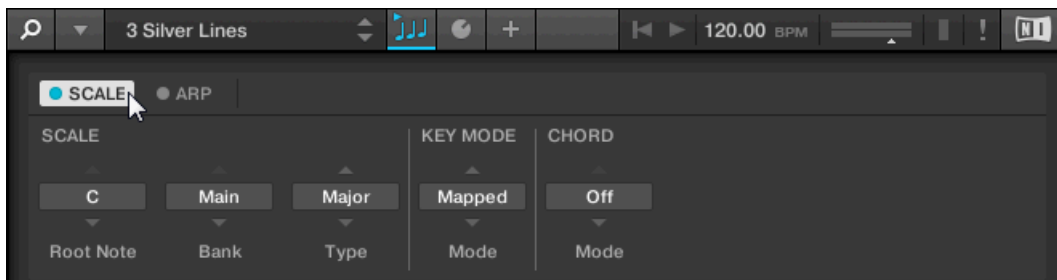 3 Silver Lines 120.00 BPM ! NI
SCALE ARP
SCALE KEY MODE CHORD
C Main Major Mapped Off
Root Note Bank Type Mode Mode